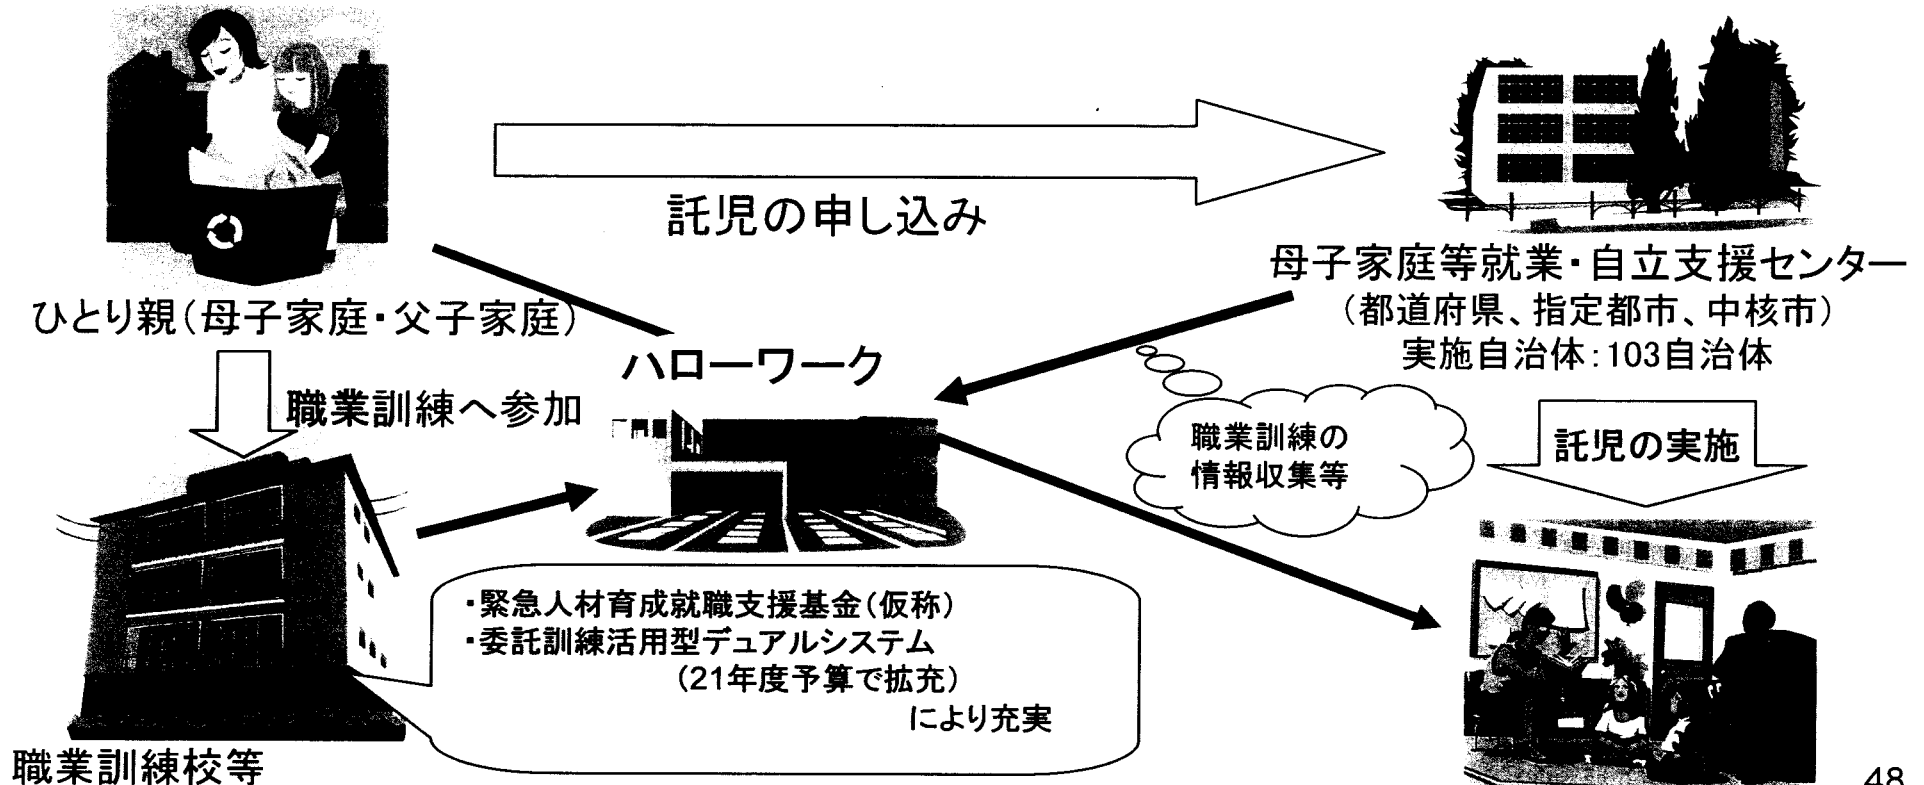 託児の申し込み
ひとり親(母子家庭・父子家庭)
母子家庭等就業・自立支援センター
(都道府県、指定都市、中核市)
実施自治体:103自治体
ハローワーク
職業訓練へ参加
職業訓練の
情報収集等
託児の実施
・緊急人材育成就職支援基金(仮称)
・委託訓練活用型デュアルシステム
(21年度予算で拡充)
により充実
職業訓練校等
48